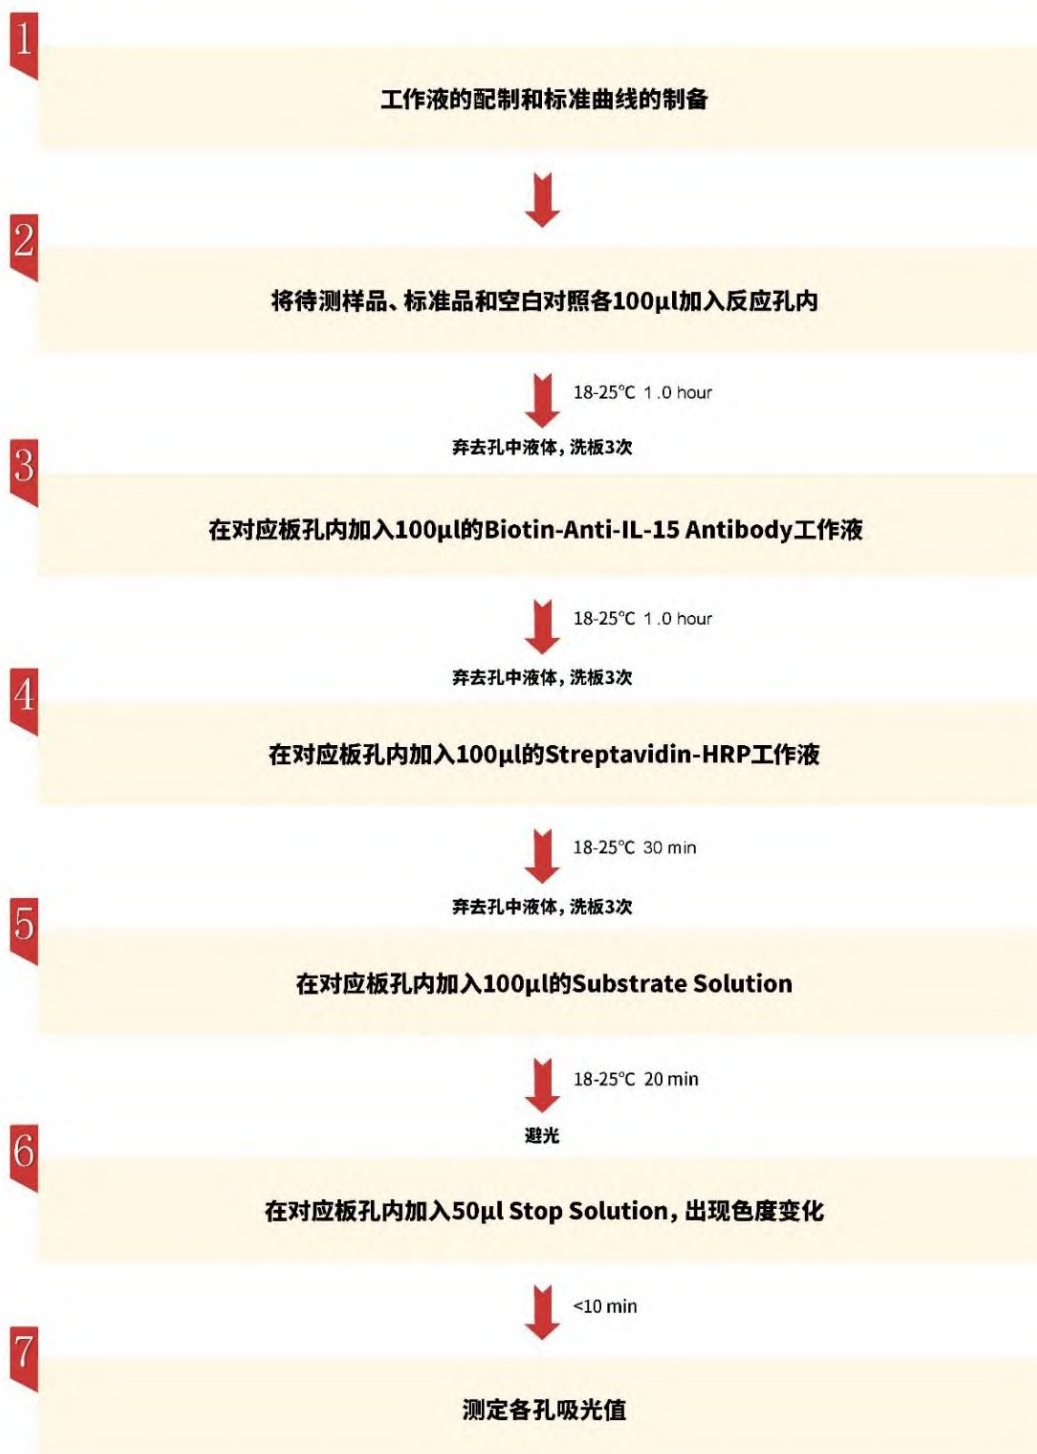 1
工作液的配制和标准曲线的制备
2
将待测样品、标准品和空白对照各100μl加入反应孔内
18-25℃ 1.0 hour
弃去孔中液体，洗板3次
3
在对应板孔内加入100μl的Biotin-Anti-IL-15 Antibody工作液
18-25℃ 1.0 hour
弃去孔中液体，洗板3次
4
在对应板孔内加入100μl的Streptavidin-HRP工作液
18-25℃ 30 min
弃去孔中液体，洗板3次
5
在对应板孔内加入100μl的Substrate Solution
18-25℃ 20 min
避光
6
在对应板孔内加入50μl Stop Solution，出现色度变化
<10 min
7
测定各孔吸光值